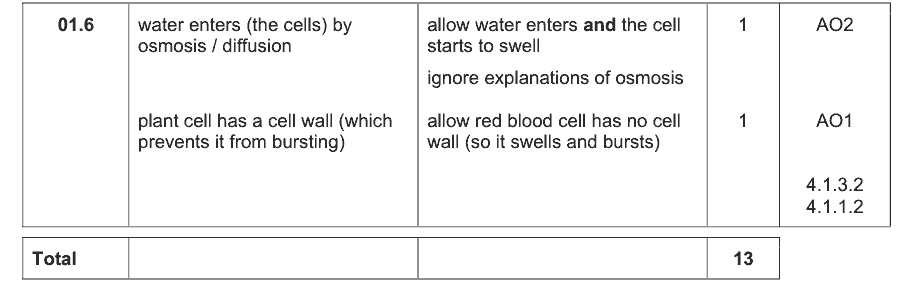 01.6
water enters (the cells) by
osmosis / diffusion
allow water enters and the cell
starts to swell
ignore explanations of osmosis
1
AO2
plant cell has a cell wall (which
prevents it from bursting)
allow red blood cell has no cell
wall (so it swells and bursts)
1
AO1
4.1.3.2
4.1.1.2
Total
13